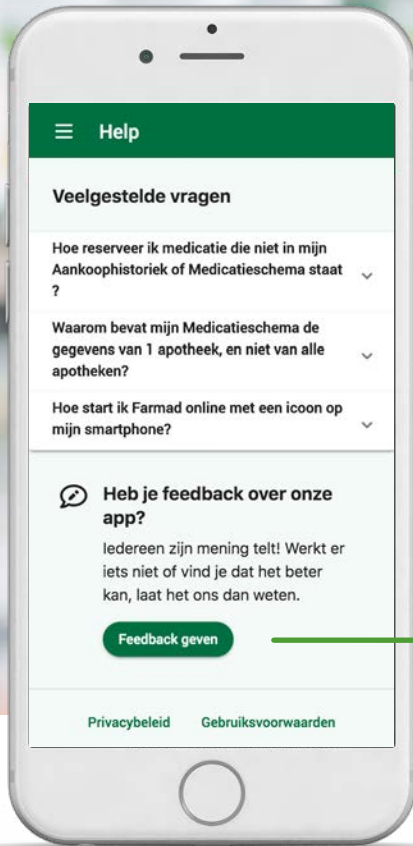 Help
Veelgestelde vragen
Hoe reserveer ik medicatie die niet in mijn
Aankoophistoriek of Medicatieschema staat
?
Waarom bevat mijn Medicatieschema de
gegevens van 1 apotheek, en niet van alle
apotheken?
Hoe start ik Farmad online met een icoon op
mijn smartphone?
Heb je feedback over onze
app?
Iedereen zijn mening telt! Werkt er
iets niet of vind je dat het beter
kan, laat het ons dan weten.
Feedback geven
Privacybeleid Gebruiksvoorwaarden